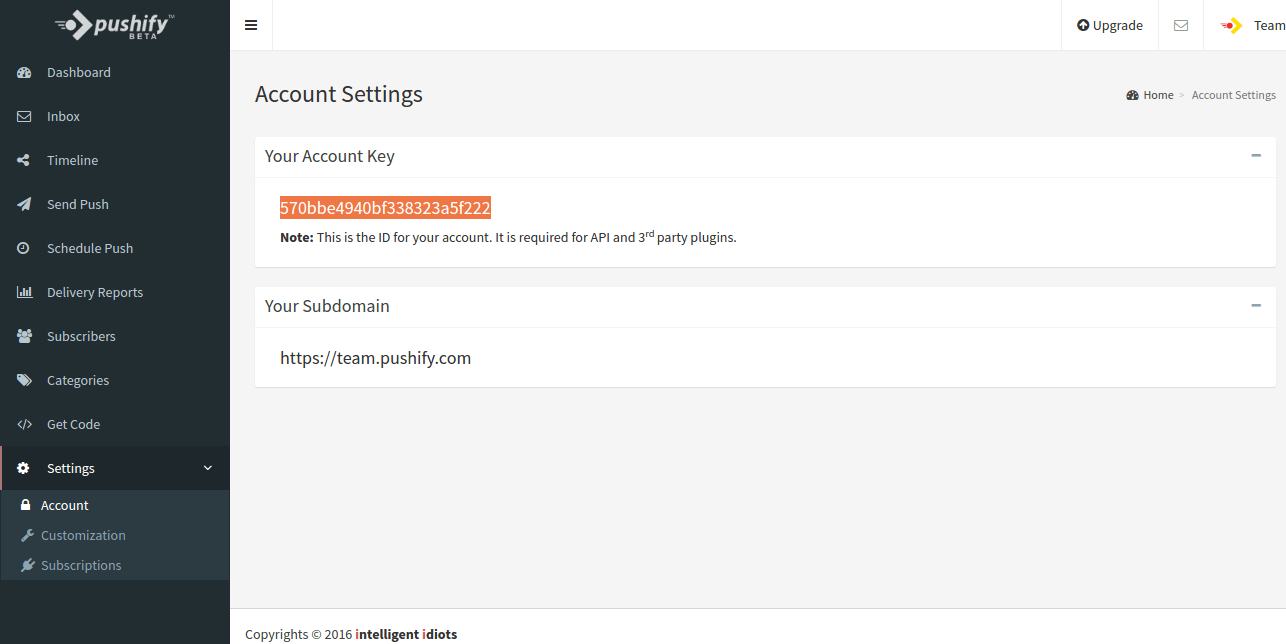 pushify™
BETA
Dashboard
Inbox
Timeline
Send Push
Schedule Push
Delivery Reports
Subscribers
Categories
Get Code
Settings
Account
Customization
Subscriptions
Upgrade
Team
Account Settings
Home > Account Settings
Your Account Key
570bbe4940bf338323a5f222
Note: This is the ID for your account. It is required for API and 3rd party plugins.
Your Subdomain
https://team.pushify.com
Copyrights © 2016 intelligent idiots